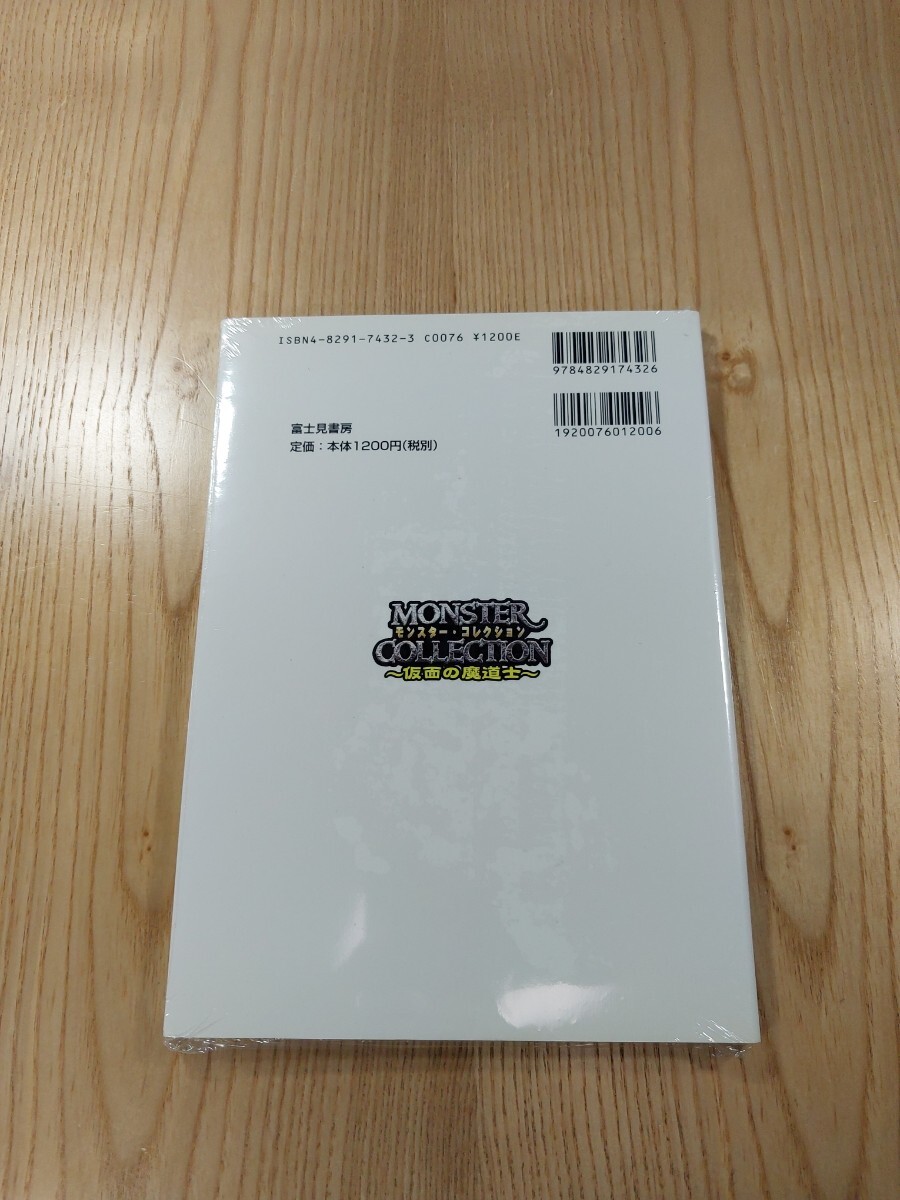 ISBN4-8291-7432-3 C0076 ¥1200E
9784829174326
1920076012006
富士見書房
定価：本体1200円(税別)
MONSTER
モンスター・コレクション
COLLECTION
〜仮面の魔道士〜